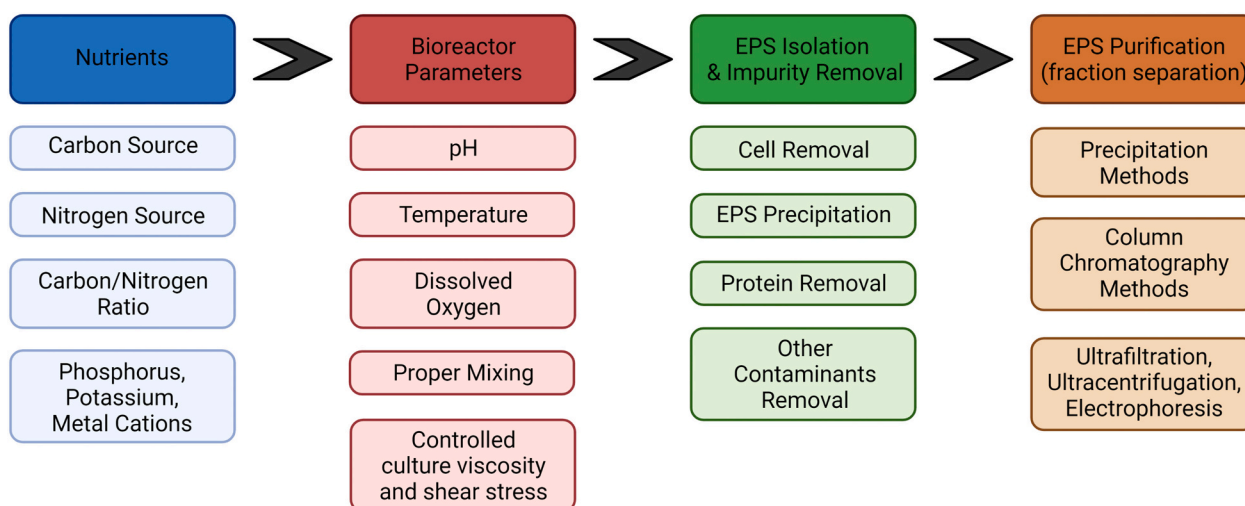 Nutrients
Carbon Source
Nitrogen Source
Carbon/Nitrogen
Ratio
Phosphorus,
Potassium,
Metal Cations
Bioreactor
Parameters
pH
Temperature
Dissolved
Oxygen
Proper Mixing
Controlled
culture viscosity
and shear stress
EPS Isolation
& Impurity Removal
Cell Removal
EPS Precipitation
Protein Removal
Other
Contaminants
Removal
EPS Purification
(fraction separation)
Precipitation
Methods
Column
Chromatography
Methods
Ultrafiltration,
Ultracentrifugation,
Electrophoresis